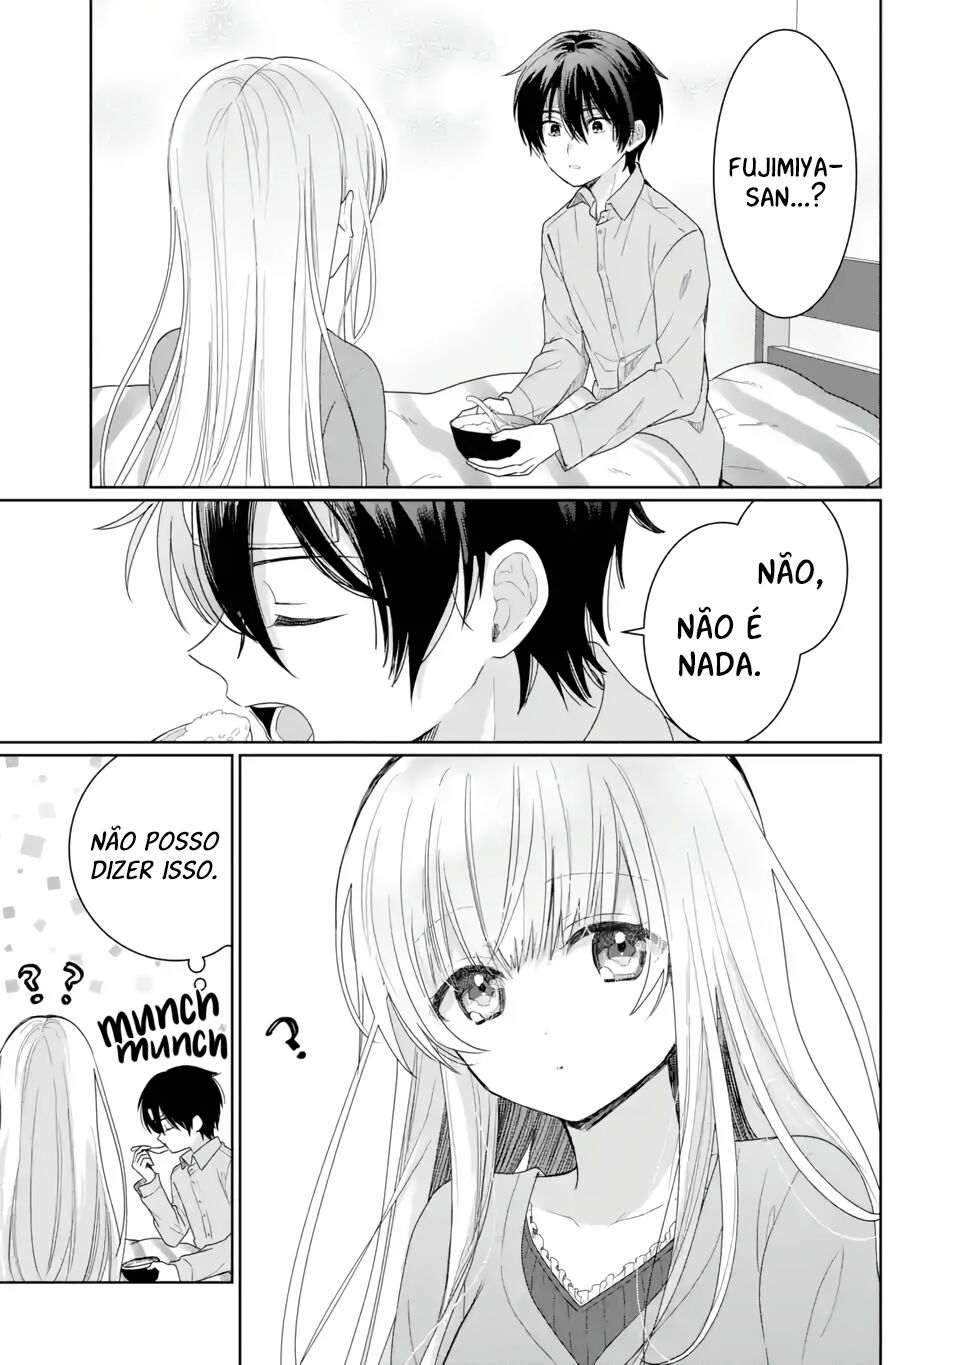 FUJIMIYA-
SAN...?
NÃO,
NÃO É
NADA.
?
NÃO POSSO
DIZER ISSO.
? ?
munch
munch